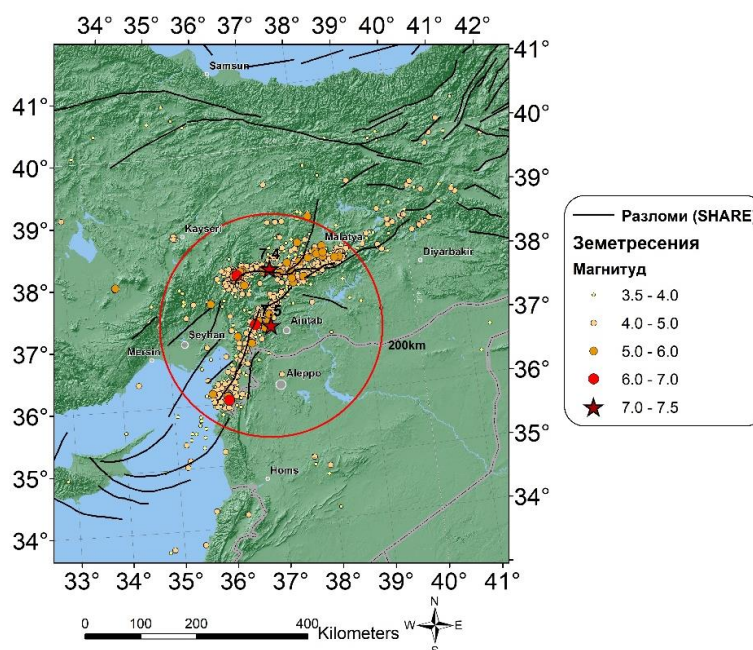 34° 35° 36° 37° 38° 39° 40° 41° 42°
41°
41°
40°
40°
39°
39°
38°
38°
37°
37°
36°
36°
35°
35°
34°
34°
33° 34° 35° 36° 37° 38° 39° 40° 41°
Samsun
Kayseri
Malatya
Diyarbakir
7.4
7.5
Aintab
Seyhan
Mersin
200km
Aleppo
Homs
Разломи (SHARE)
Земетресения
Магнитуд
3.5 - 4.0
4.0 - 5.0
5.0 - 6.0
6.0 - 7.0
7.0 - 7.5
0 100 200 400
Kilometers
N
W E
S